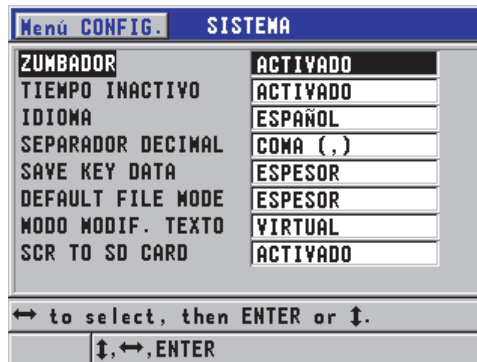 Menú CONFIG. SISTEMA
ZUMBADOR ACTIVADO
TIEMPO INACTIVO ACTIVADO
IDIOMA ESPAÑOL
SEPARADOR DECIMAL COMA (,)
SAVE KEY DATA ESPESOR
DEFAULT FILE MODE ESPESOR
MODO MODIF. TEXTO VIRTUAL
SCR TO SD CARD ACTIVADO
↔ to select, then ENTER or ↕.
↕,↔,ENTER